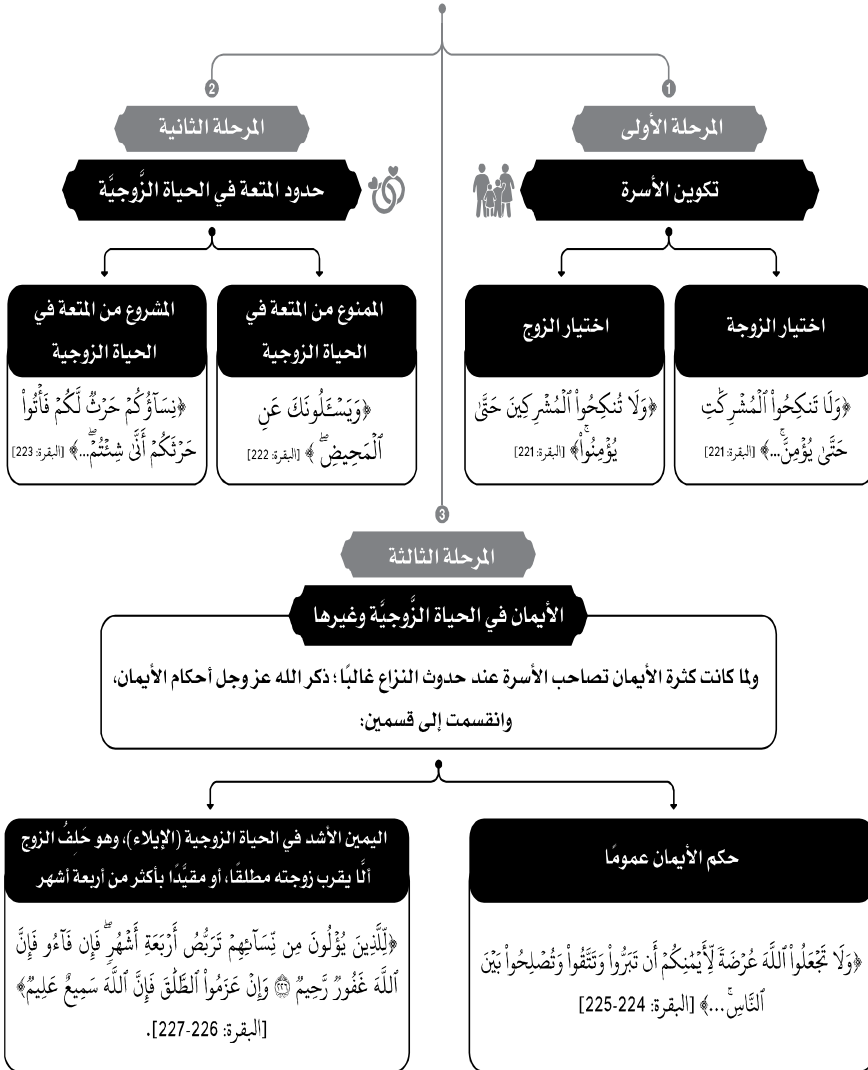 1
المرحلة الأولى
تكوين الأسرة
اختيار الزوجة
﴿وَلَا تَنكِحُوا۟ ٱلْمُشْرِكَٰتِ
حَتَّىٰ يُؤْمِنَّۚ...﴾ [البقرة: 221]
اختيار الزوج
﴿وَلَا تُنكِحُوا۟ ٱلْمُشْرِكِينَ حَتَّىٰ
يُؤْمِنُوا۟ۚ﴾ [البقرة: 221]
2
المرحلة الثانية
حدود المتعة في الحياة الزَّوجيَّة
الممنوع من المتعة في
الحياة الزوجية
﴿وَيَسْـَٔلُونَكَ عَنِ
ٱلْمَحِيضِۖ﴾ [البقرة: 222]
المشروع من المتعة في
الحياة الزوجية
﴿نِسَآؤُكُمْ حَرْثٌ لَّكُمْ فَأْتُوا۟
حَرْثَكُمْ أَنَّىٰ شِئْتُمْۖ...﴾ [البقرة: 223]
3
المرحلة الثالثة
الأيمان في الحياة الزَّوجيَّة وغيرها
ولما كانت كثرة الأيمان تصاحب الأسرة عند حدوث النزاع غالبًا؛ ذكر الله عز وجل أحكام الأيمان،
وانقسمت إلى قسمين:
حكم الأيمان عمومًا
﴿وَلَا تَجْعَلُوا۟ ٱللَّهَ عُرْضَةً لِّأَيْمَٰنِكُمْ أَن تَبَرُّوا۟ وَتَتَّقُوا۟ وَتُصْلِحُوا۟ بَيْنَ
ٱلنَّاسِۚ...﴾ [البقرة: 224-225]
اليمين الأشد في الحياة الزوجية (الإيلاء)، وهو حَلِفُ الزوج
ألَّا يقرب زوجته مطلقًا، أو مقيَّدًا بأكثر من أربعة أشهر
﴿لِّلَّذِينَ يُؤْلُونَ مِن نِّسَآئِهِمْ تَرَبُّصُ أَرْبَعَةِ أَشْهُرٍۖ فَإِن فَآءُو فَإِنَّ
ٱللَّهَ غَفُورٌ رَّحِيمٌ ۝٢٢٦ وَإِنْ عَزَمُوا۟ ٱلطَّلَٰقَ فَإِنَّ ٱللَّهَ سَمِيعٌ عَلِيمٌ﴾
[البقرة: 226-227].